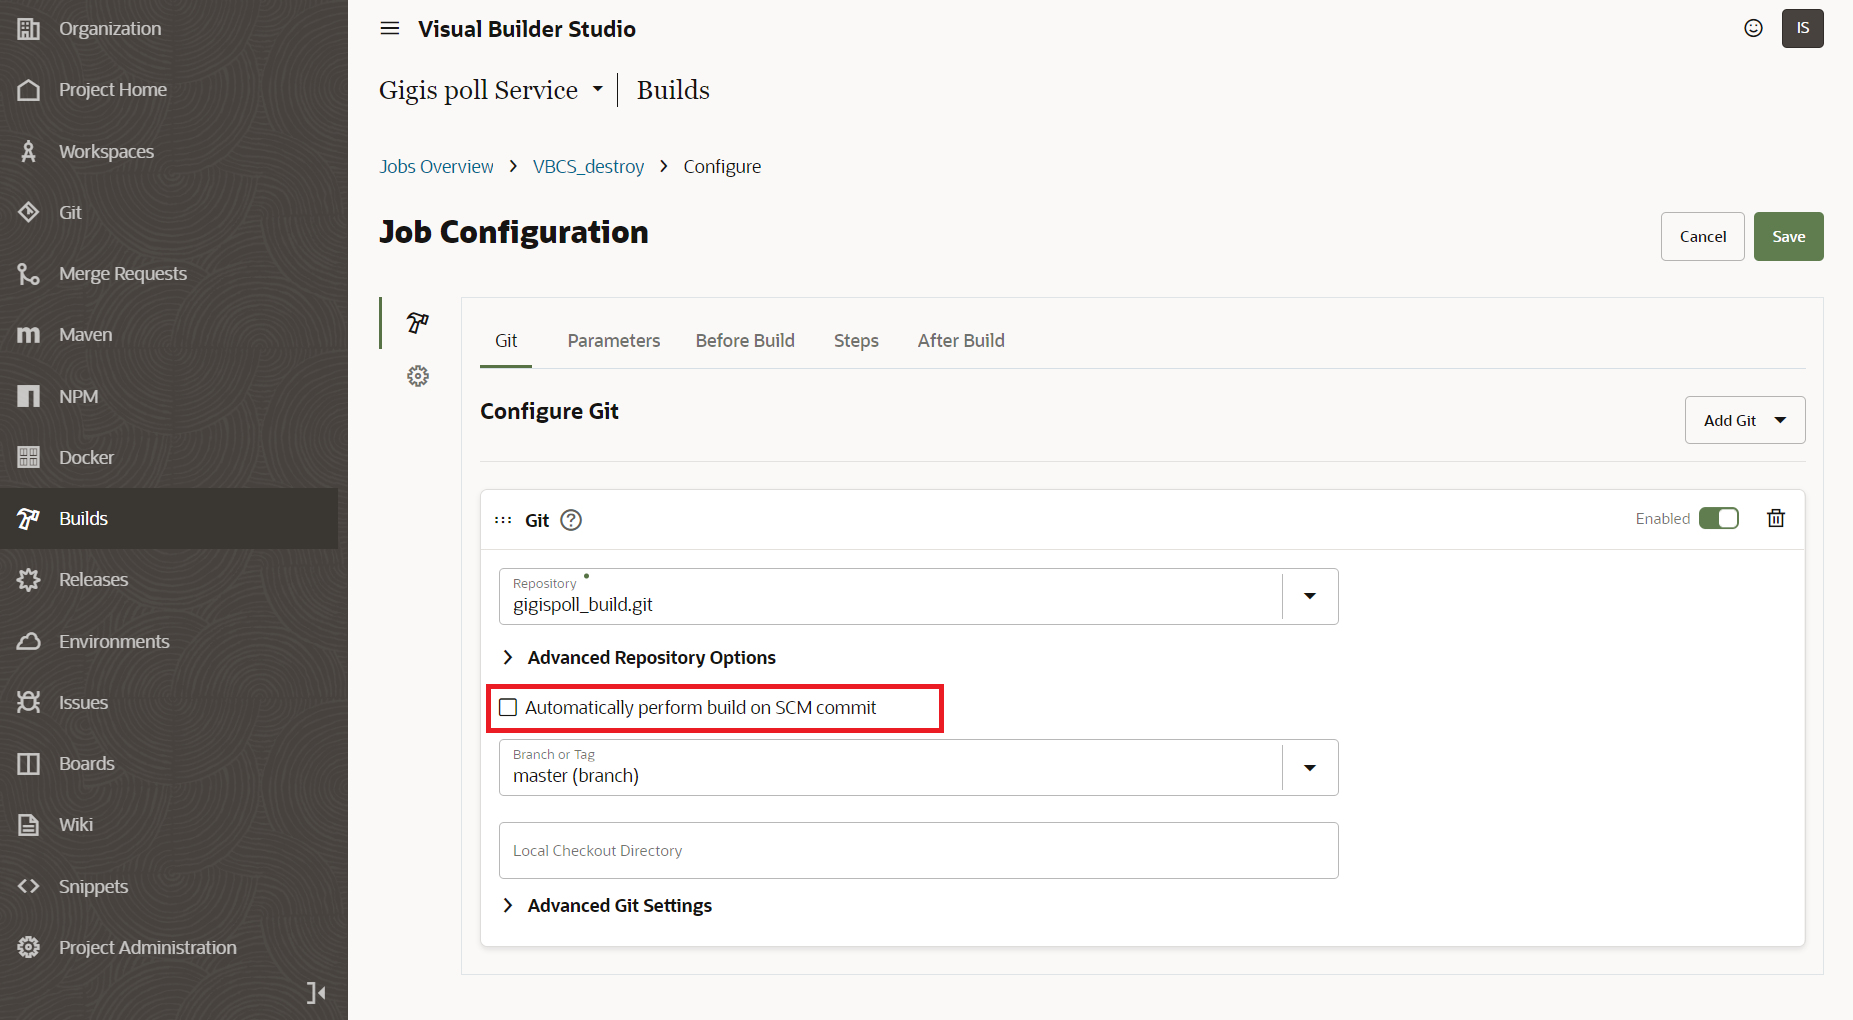 Organization
Project Home
Workspaces
Git
Merge Requests
Maven
NPM
Docker
Builds
Releases
Environments
Issues
Boards
Wiki
Snippets
Project Administration
Visual Builder Studio
IS
Gigis poll Service
Builds
Jobs Overview > VBCS_destroy > Configure
Job Configuration
Cancel
Save
Git
Parameters
Before Build
Steps
After Build
Configure Git
Add Git
Git
Enabled
Repository
gigispoll_build.git
Advanced Repository Options
Automatically perform build on SCM commit
Branch or Tag
master (branch)
Local Checkout Directory
Advanced Git Settings